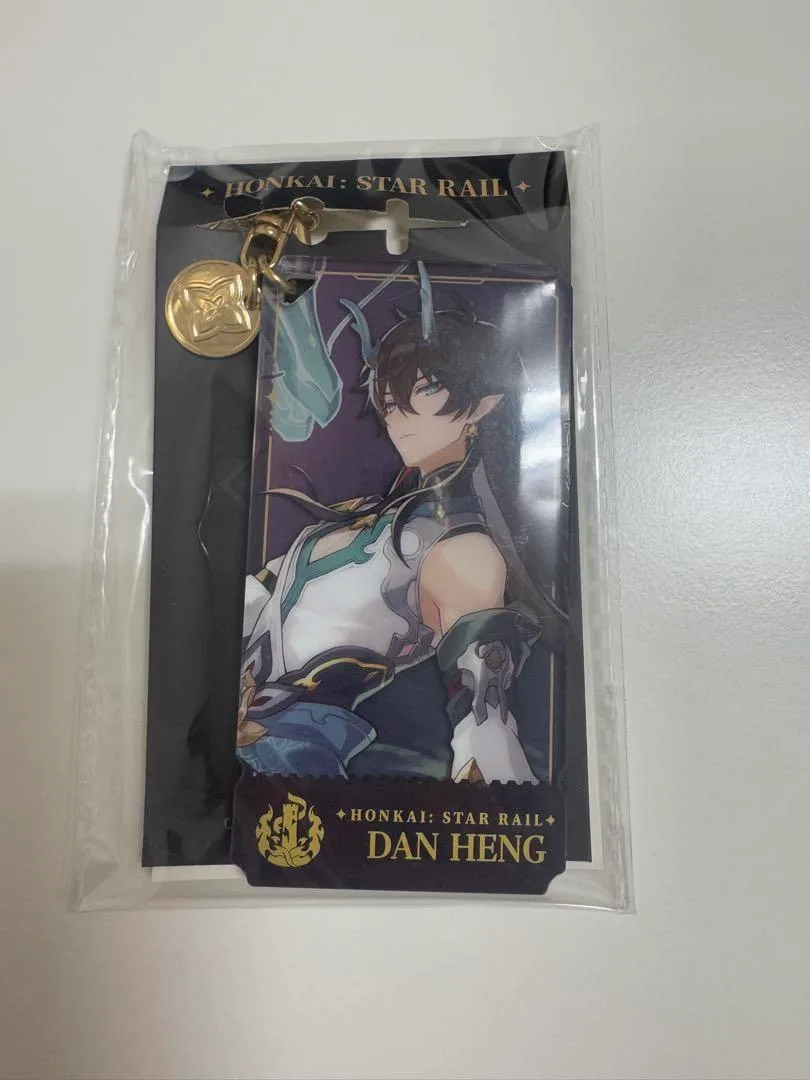 ✦ HONKAI: STAR RAIL ✦
✦HONKAI: STAR RAIL✦
DAN HENG